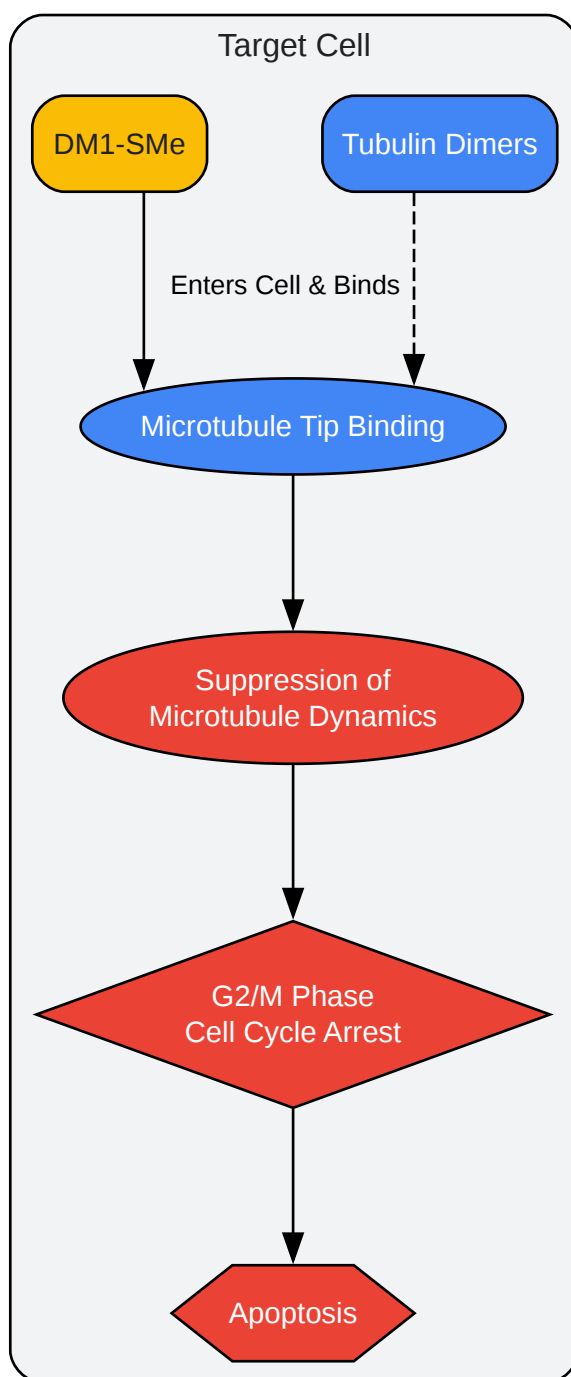 Target Cell
DM1-SMe
Tubulin Dimers
Enters Cell & Binds
Microtubule Tip Binding
Suppression of
Microtubule Dynamics
G2/M Phase
Cell Cycle Arrest
Apoptosis